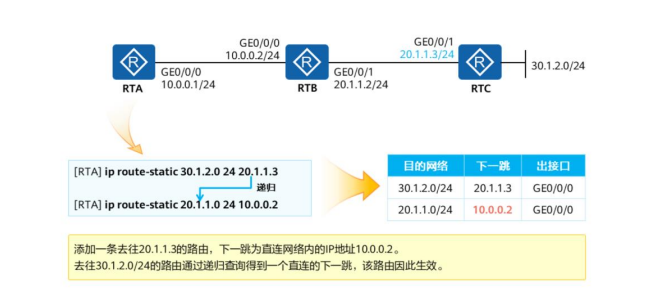 GE0/0/0
10.0.0.2/24
GE0/0/1
20.1.1.3/24
R
R
R
30.1.2.0/24
GE0/0/0
10.0.0.1/24
GE0/0/1
20.1.1.2/24
RTA
RTB
RTC
[RTA] ip route-static 30.1.2.0 24 20.1.1.3
递归
[RTA] ip route-static 20.1.1.0 24 10.0.0.2
目的网络 下一跳 出接口
30.1.2.0/24 20.1.1.3 GE0/0/0
20.1.1.0/24 10.0.0.2 GE0/0/0
添加一条去往20.1.1.3的路由，下一跳为直连网络内的IP地址10.0.0.2。
去往30.1.2.0/24的路由通过递归查询得到一个直连的下一跳，该路由因此生效。